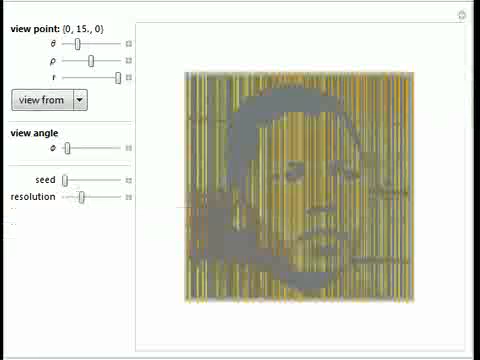 view point: {0, 15., 0}
θ
ρ
r
view from
view angle
φ
seed
resolution